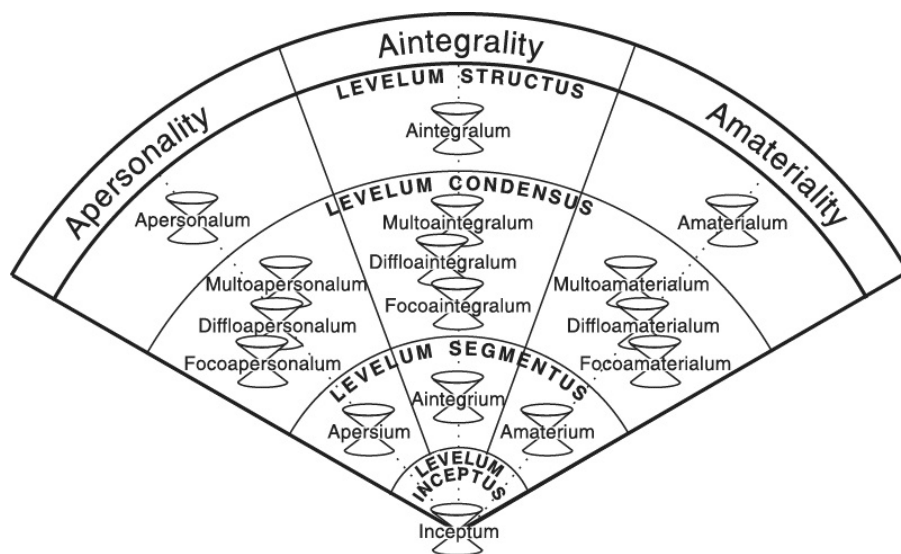 Aintegrality
LEVELUM STRUCTUS
Apersonality
Amateriality
Aintegralum
LEVELUM CONDENSUS
Apersonalum
Multoaintegralum
Amaterialum
Diffloaintegralum
Multoapersonalum
Multoamaterialum
Focoaintegralum
Diffloapersonalum
Diffloamaterialum
Focoapersonalum
Focoamaterialum
LEVELUM SEGMENTUS
Aintegrium
Apersium
Amaterium
LEVELUM
INCEPTUS
Inceptum